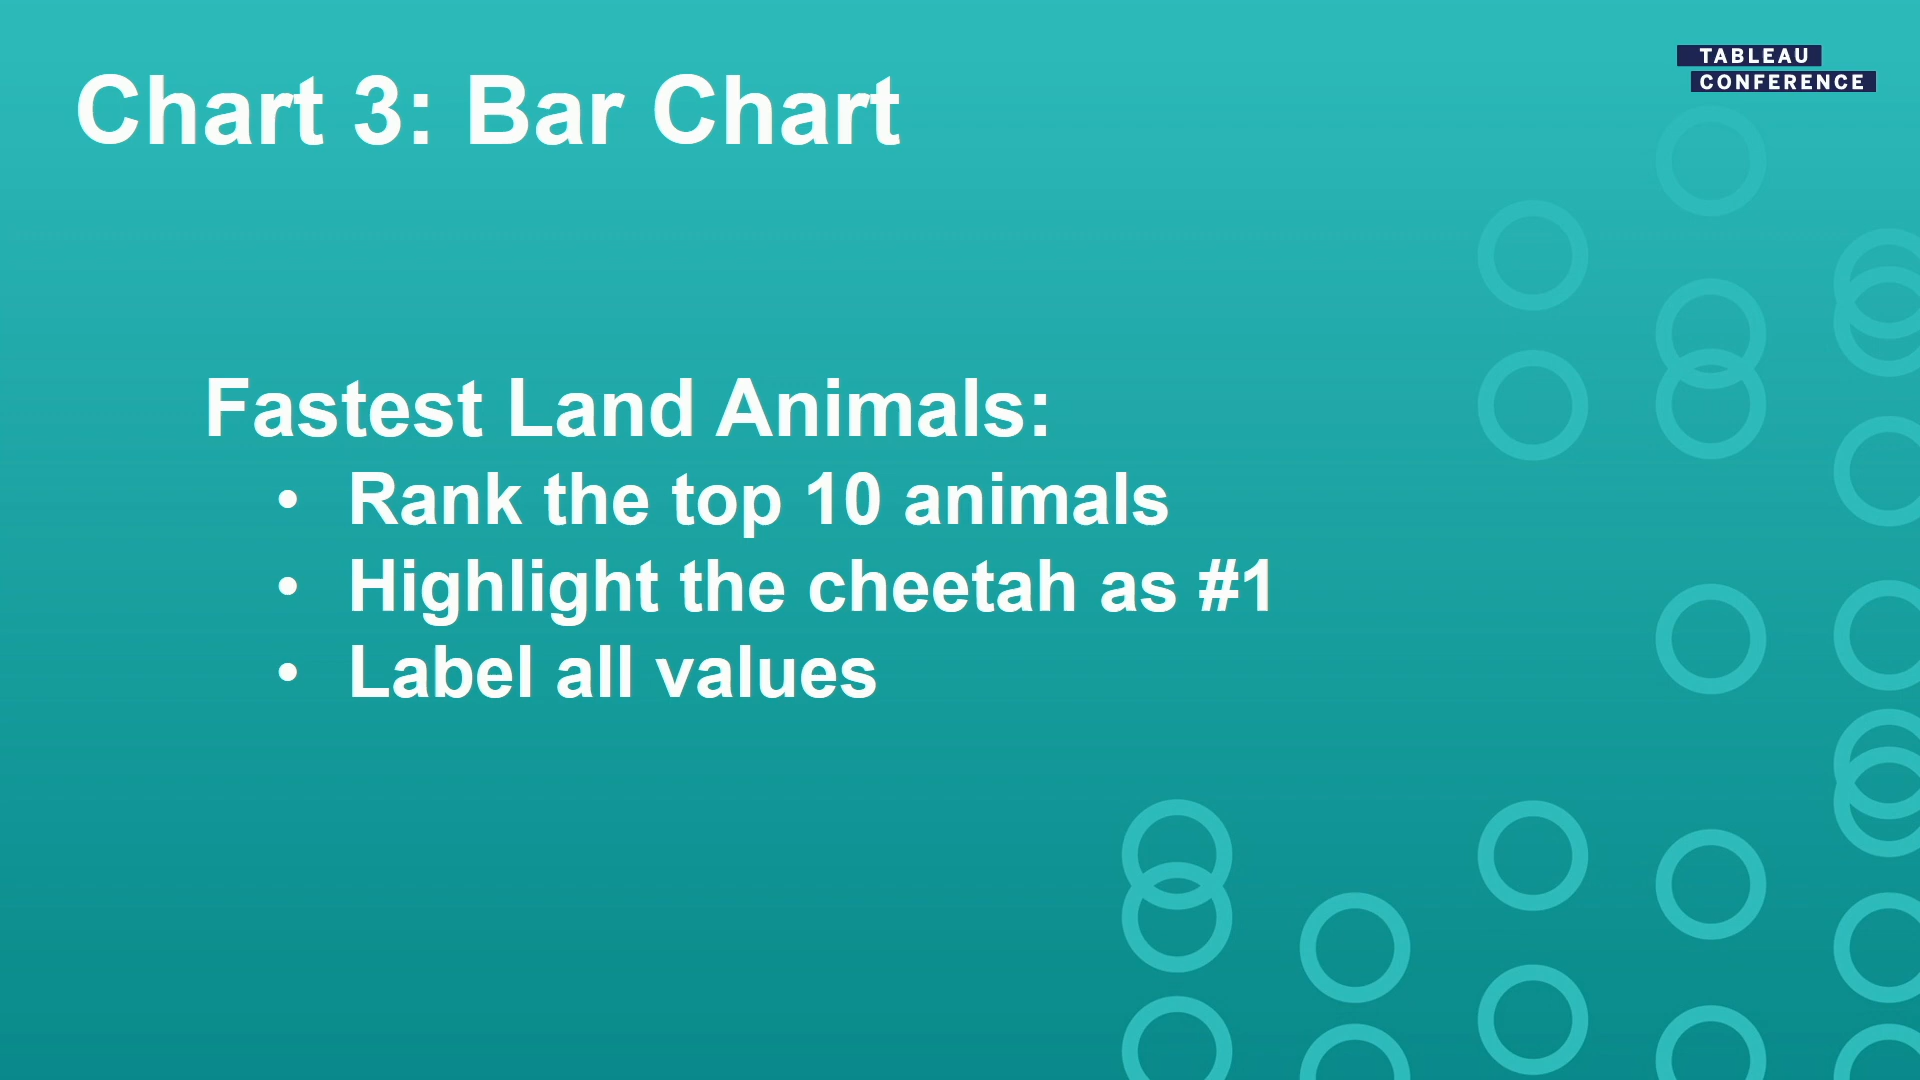 TABLEAU
CONFERENCE
Chart 3: Bar Chart
Fastest Land Animals:
• Rank the top 10 animals
• Highlight the cheetah as #1
• Label all values